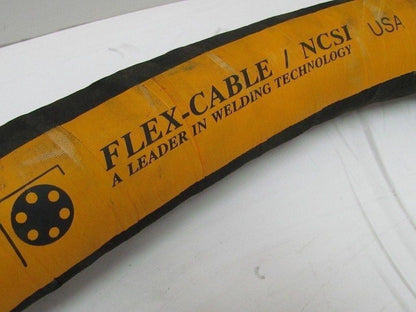 FLEX-CABLE / NCSI USA
A LEADER IN WELDING TECHNOLOGY